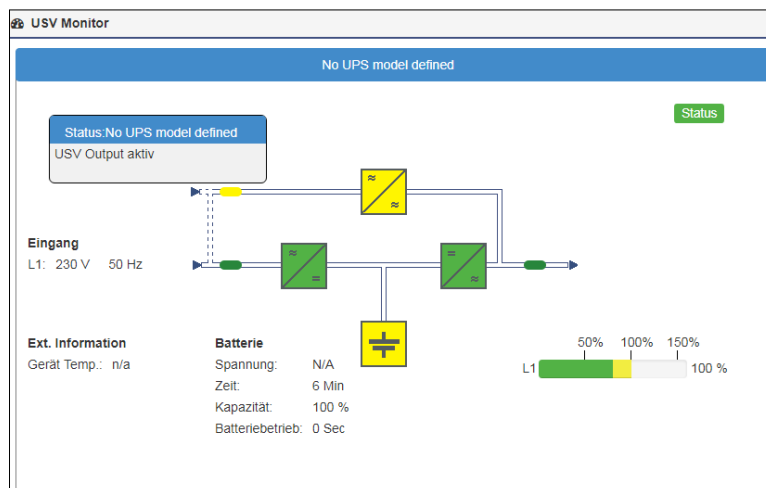 USV Monitor
No UPS model defined
Status
Status:No UPS model defined
USV Output aktiv
≈
≈
Eingang
L1: 230 V 50 Hz
≈
=
=
≈
Ext. Information
Gerät Temp.: n/a
Batterie
Spannung: N/A
Zeit: 6 Min
Kapazität: 100 %
Batteriebetrieb: 0 Sec
50% 100% 150%
L1 100 %